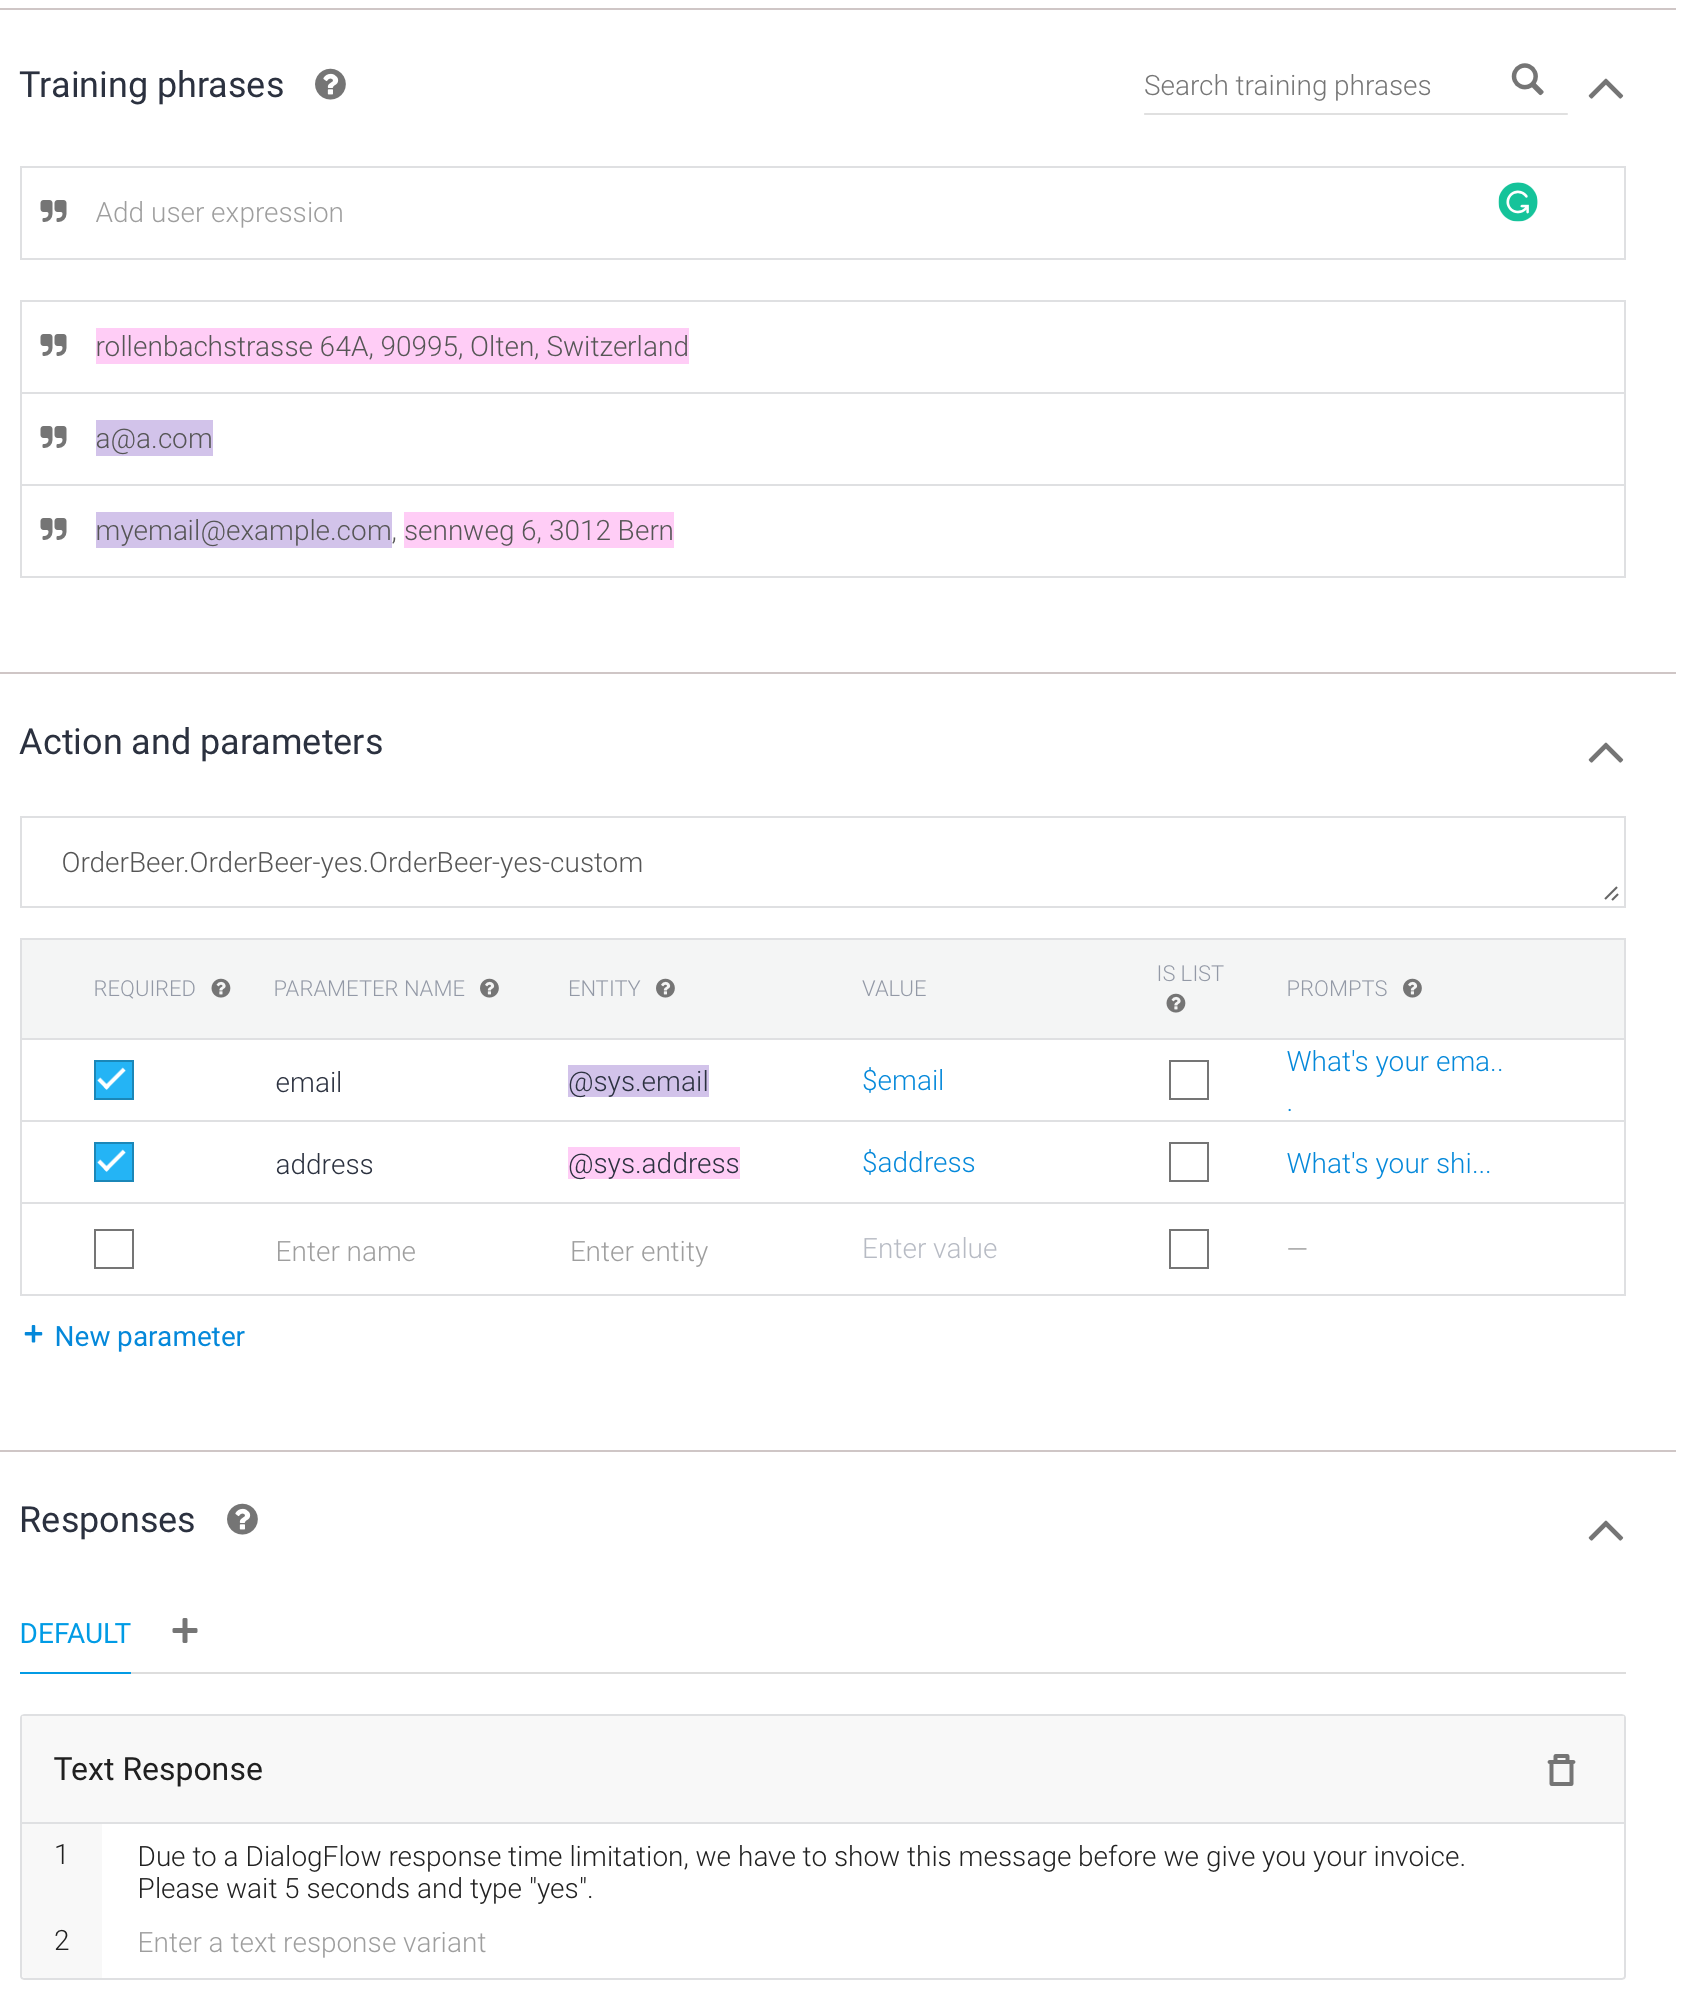 Training phrases
Search training phrases
Add user expression
rollenbachstrasse 64A, 90995, Olten, Switzerland
a@a.com
myemail@example.com, sennweg 6, 3012 Bern
Action and parameters
OrderBeer.OrderBeer-yes.OrderBeer-yes-custom
REQUIRED PARAMETER NAME ENTITY VALUE IS LIST PROMPTS
email @sys.email $email What's your ema..
.
address @sys.address $address What's your shi...
Enter name Enter entity Enter value —
+ New parameter
Responses
DEFAULT +
Text Response
1 Due to a DialogFlow response time limitation, we have to show this message before we give you your invoice.
Please wait 5 seconds and type "yes".
2 Enter a text response variant